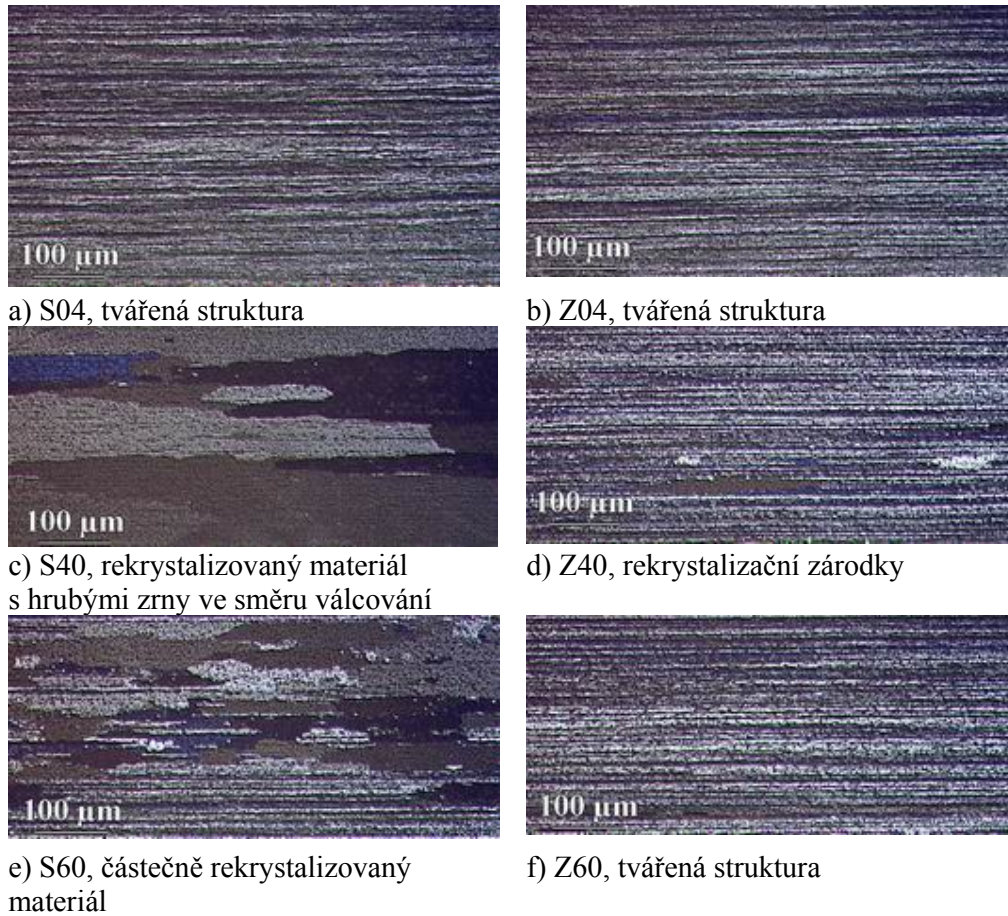 100 µm
100 µm
a) S04, tvářená struktura
b) Z04, tvářená struktura
100 µm
100 µm
c) S40, rekrystalizovaný materiál
s hrubými zrny ve směru válcování
d) Z40, rekrystalizační zárodky
100 µm
100 µm
e) S60, částečně rekrystalizovaný
materiál
f) Z60, tvářená struktura